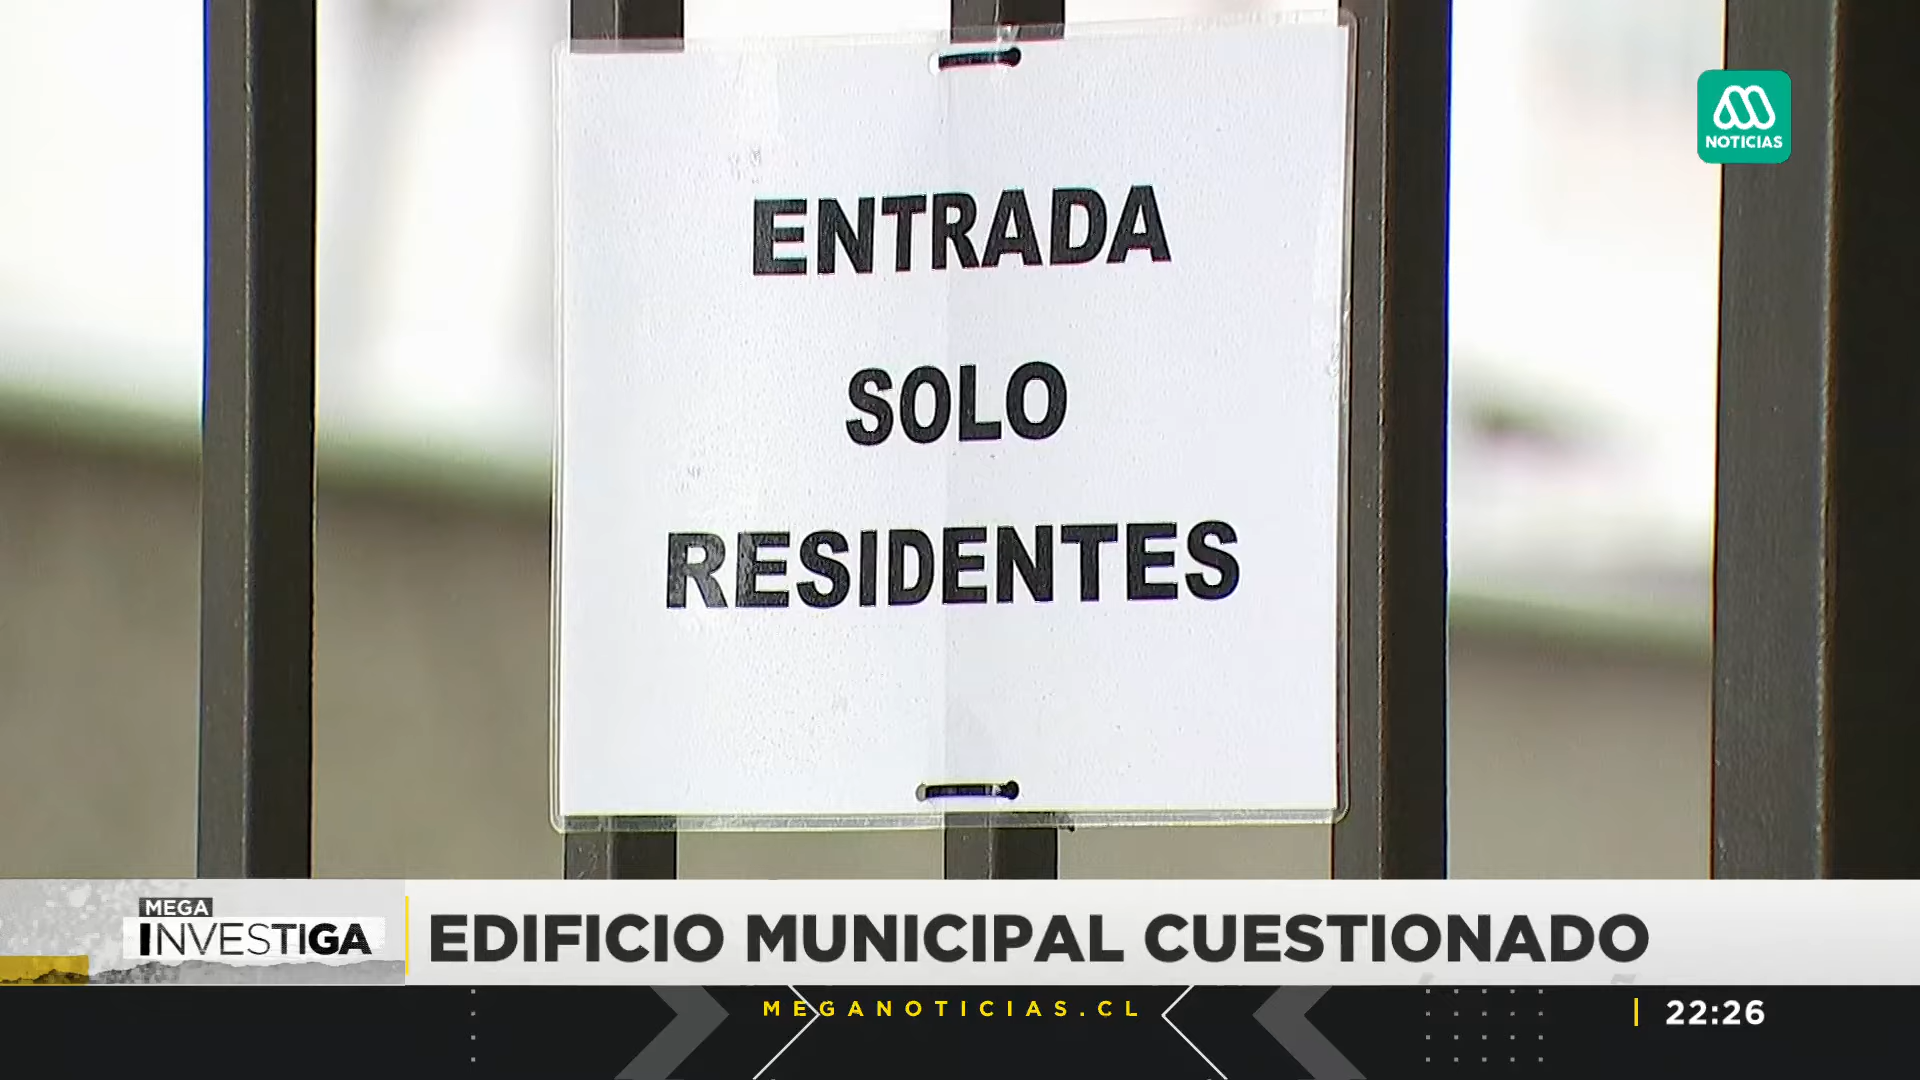 NOTICIAS
ENTRADA
SOLO
RESIDENTES
MEGA
INVESTIGA
EDIFICIO MUNICIPAL CUESTIONADO
MEGANOTICIAS.CL
22:26